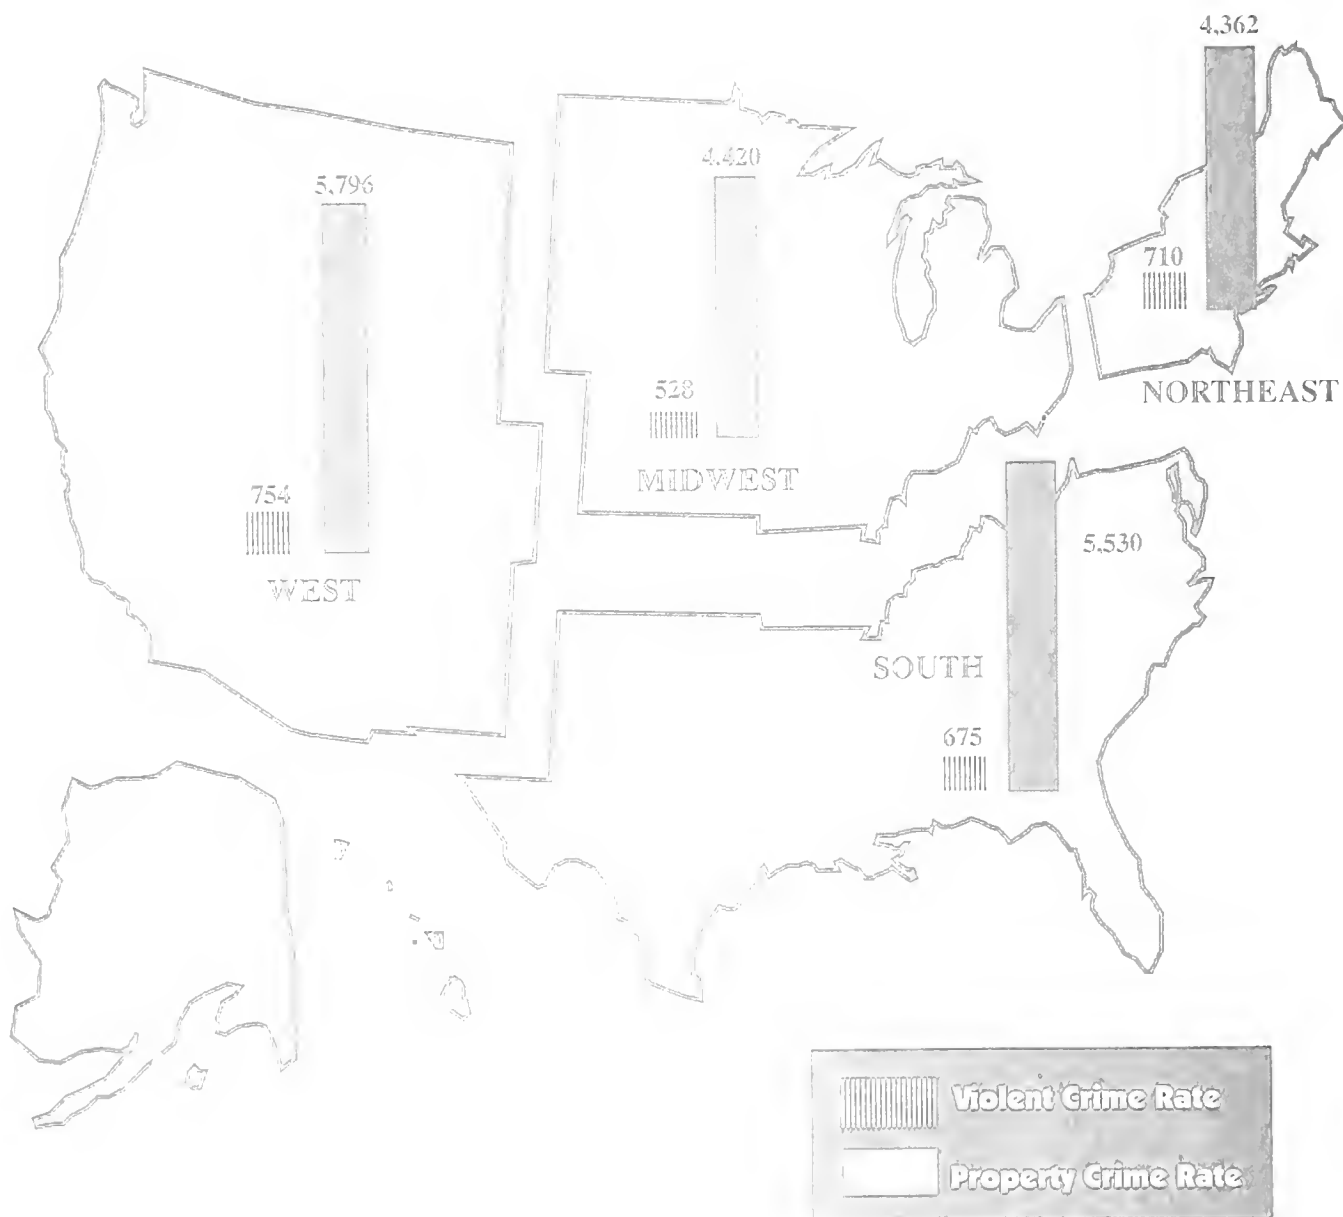 4,362
4,420
5,796
710
NORTHEAST
528
MIDWEST
754
5,530
WEST
SOUTH
675
Violent Crime Rate
Property Crime Rate